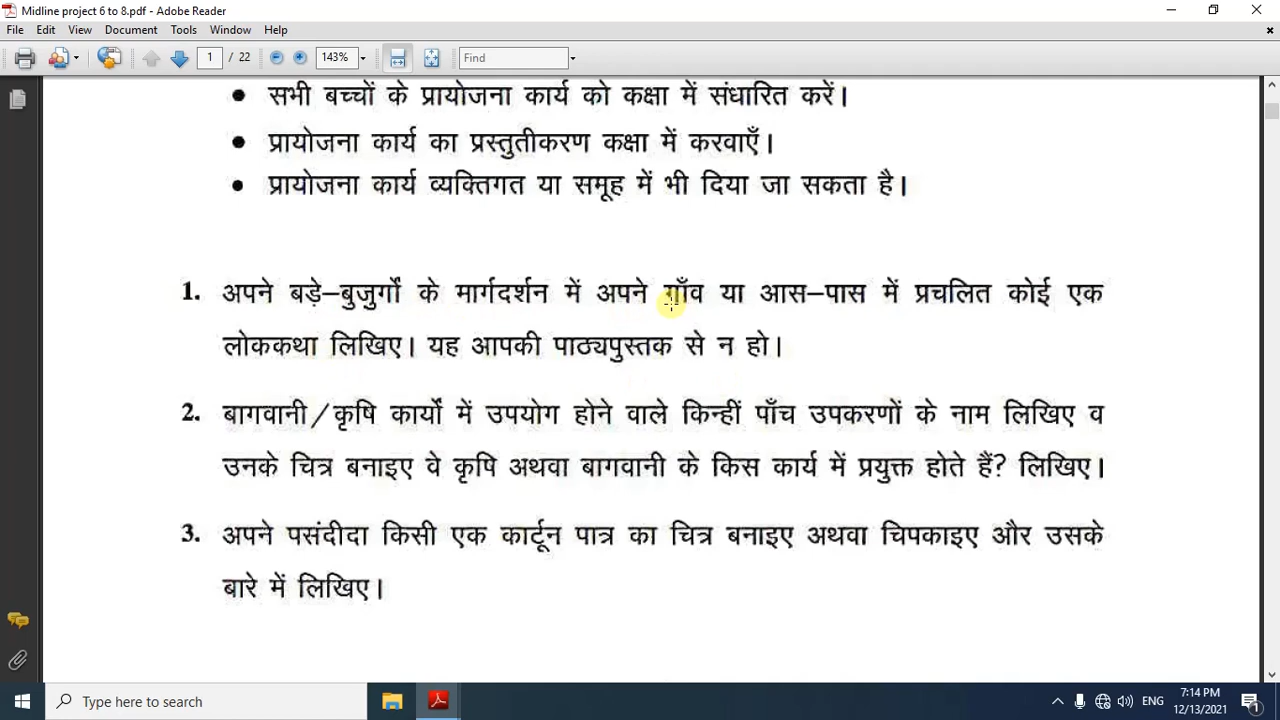 Midline project 6 to 8.pdf - Adobe Reader
File Edit View Document Tools Window Help
1 / 22 143% Find
सभी बच्चों के प्रायोजना कार्य को कक्षा में संधारित करें।
प्रायोजना कार्य का प्रस्तुतीकरण कक्षा में करवाएँ।
प्रायोजना कार्य व्यक्तिगत या समूह में भी दिया जा सकता है।
1. अपने बड़े–बुजुर्गों के मार्गदर्शन में अपने गाँव या आस–पास में प्रचलित कोई एक
लोककथा लिखिए। यह आपकी पाठ्यपुस्तक से न हो।
2. बागवानी/कृषि कार्यों में उपयोग होने वाले किन्हीं पाँच उपकरणों के नाम लिखिए व
उनके चित्र बनाइए वे कृषि अथवा बागवानी के किस कार्य में प्रयुक्त होते हैं? लिखिए।
3. अपने पसंदीदा किसी एक कार्टून पात्र का चित्र बनाइए अथवा चिपकाइए और उसके
बारे में लिखिए।
Type here to search
ENG
7:14 PM
12/13/2021
1